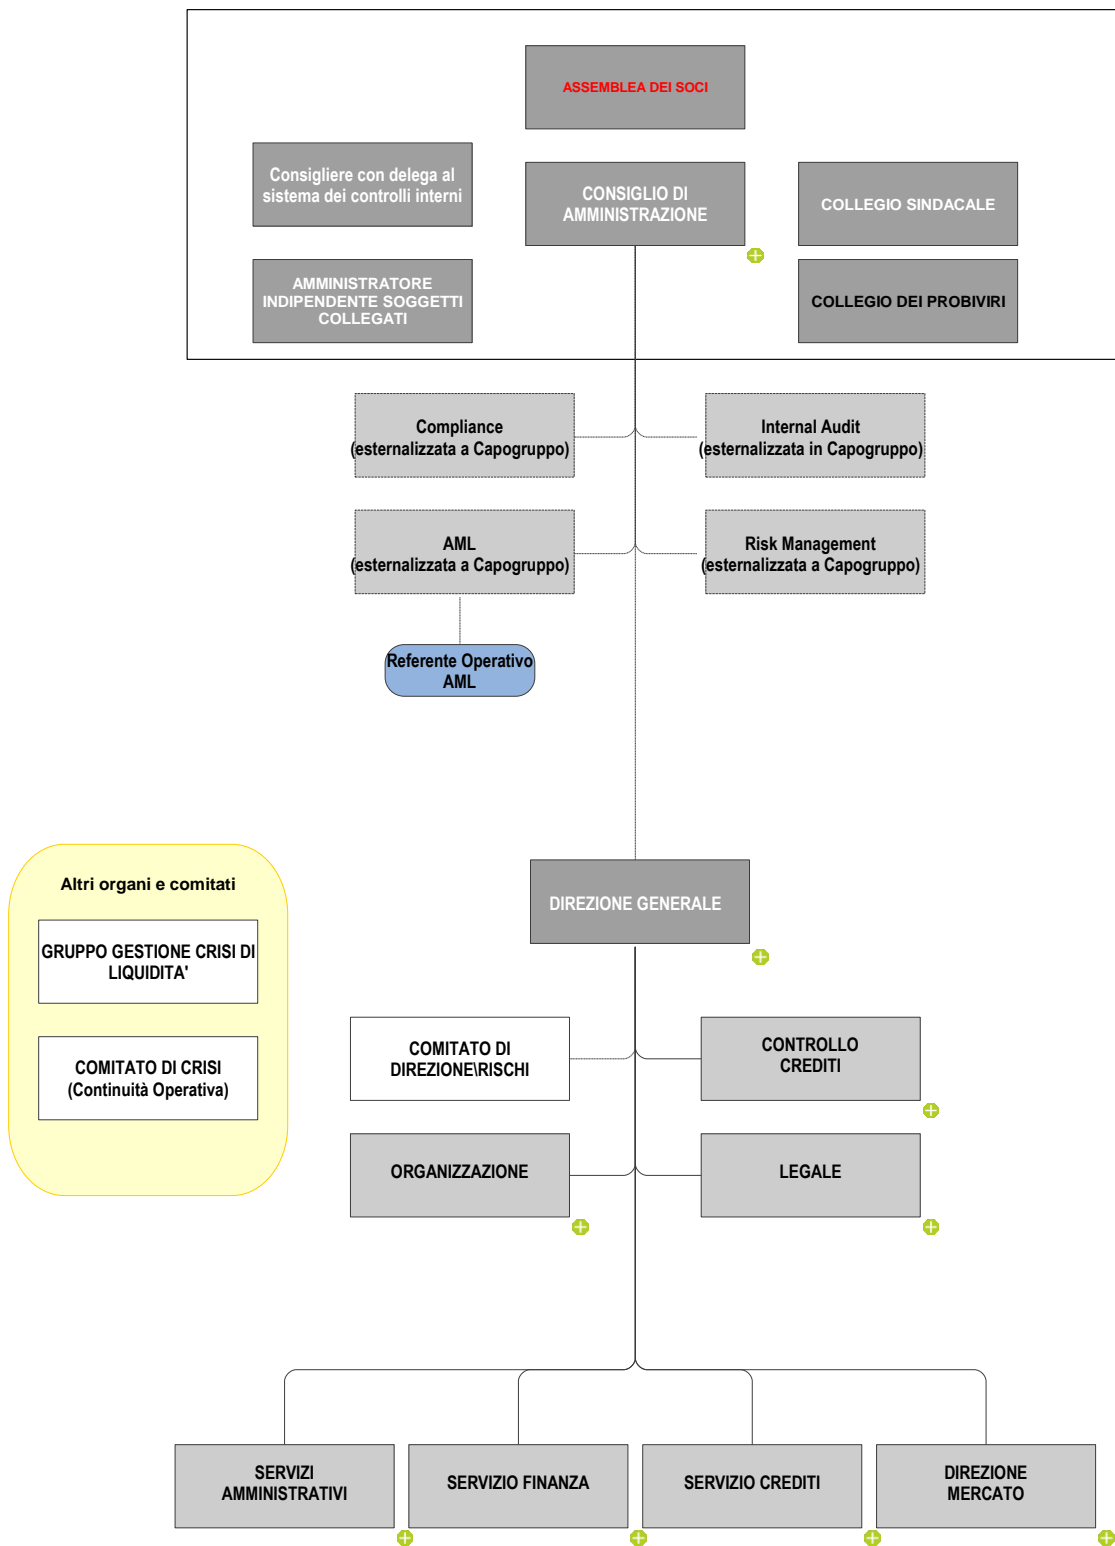 ASSEMBLEA DEI SOCI
Consigliere con delega al
sistema dei controlli interni
CONSIGLIO DI
AMMINISTRAZIONE
COLLEGIO SINDACALE
AMMINISTRATORE
INDIPENDENTE SOGGETTI
COLLEGATI
COLLEGIO DEI PROBIVIRI
Compliance
(esternalizzata a Capogruppo)
Internal Audit
(esternalizzata in Capogruppo)
AML
(esternalizzata a Capogruppo)
Risk Management
(esternalizzata a Capogruppo)
Referente Operativo
AML
Altri organi e comitati
GRUPPO GESTIONE CRISI DI
LIQUIDITA'
COMITATO DI CRISI
(Continuità Operativa)
DIREZIONE GENERALE
COMITATO DI
DIREZIONE\RISCHI
CONTROLLO
CREDITI
ORGANIZZAZIONE
LEGALE
SERVIZI
AMMINISTRATIVI
SERVIZIO FINANZA
SERVIZIO CREDITI
DIREZIONE
MERCATO